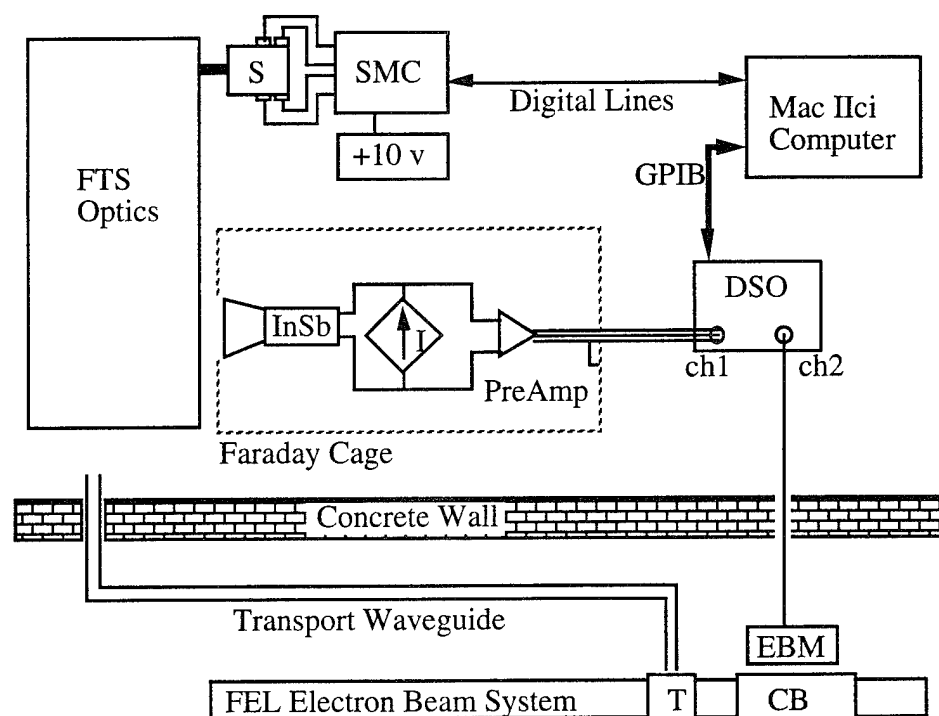 S
SMC
+10 v
Digital Lines
Mac IIci
Computer
GPIB
FTS
Optics
DSO
InSb
I
PreAmp
ch1
ch2
Faraday Cage
Concrete Wall
Transport Waveguide
EBM
FEL Electron Beam System
T
CB